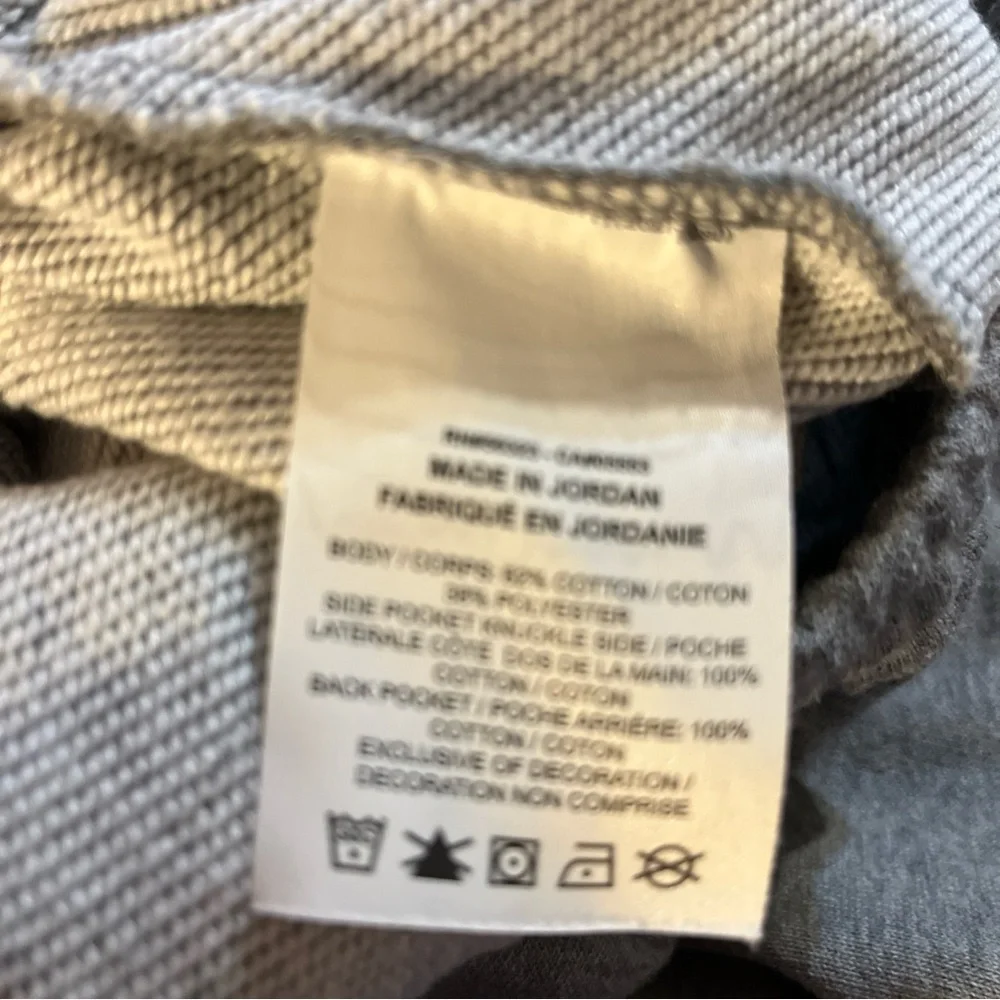 MADE IN JORDAN
FABRIQUÉ EN JORDANIE
BODY / CORPS: 62% COTTON / COTON
38% POLYESTER
SIDE POCKET KNUCKLE SIDE / POCHE
LATÉRALE CÔTÉ DOS DE LA MAIN: 100%
COTTON / COTON
BACK POCKET / POCHE ARRIÈRE: 100%
COTTON / COTON
EXCLUSIVE OF DECORATION /
DECORATION NON COMPRISE